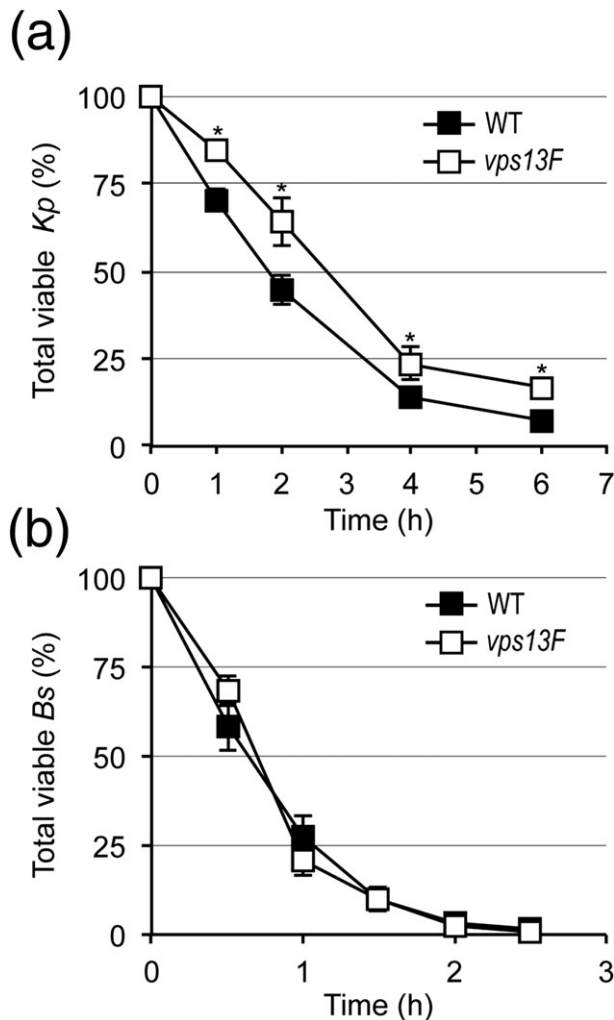 (a)
100
75
50
25
0
Total viable Kp (%)
WT
vps13F
*
*
*
*
0 1 2 3 4 5 6 7
Time (h)
(b)
100
75
50
25
0
Total viable Bs (%)
WT
vps13F
0 1 2 3
Time (h)